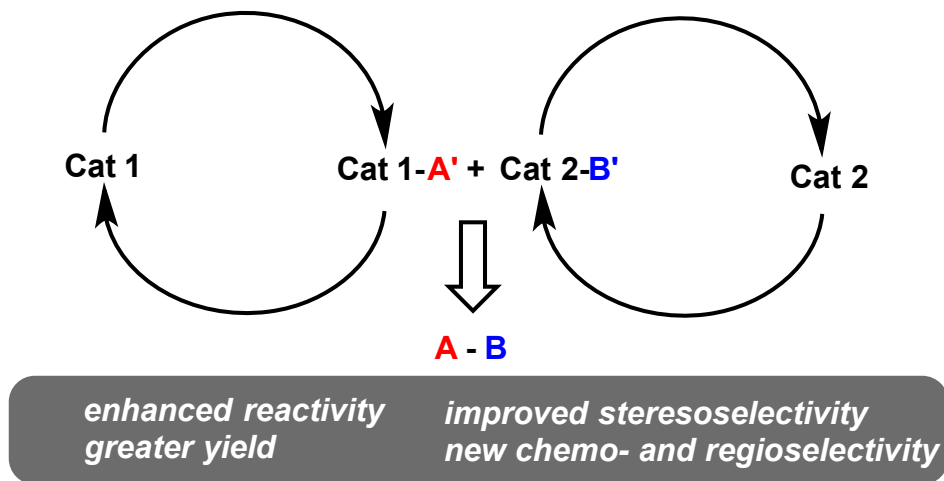 Cat 1
Cat 1-A' + Cat 2-B'
Cat 2
A - B
enhanced reactivity
greater yield
improved steresoselectivity
new chemo- and regioselectivity